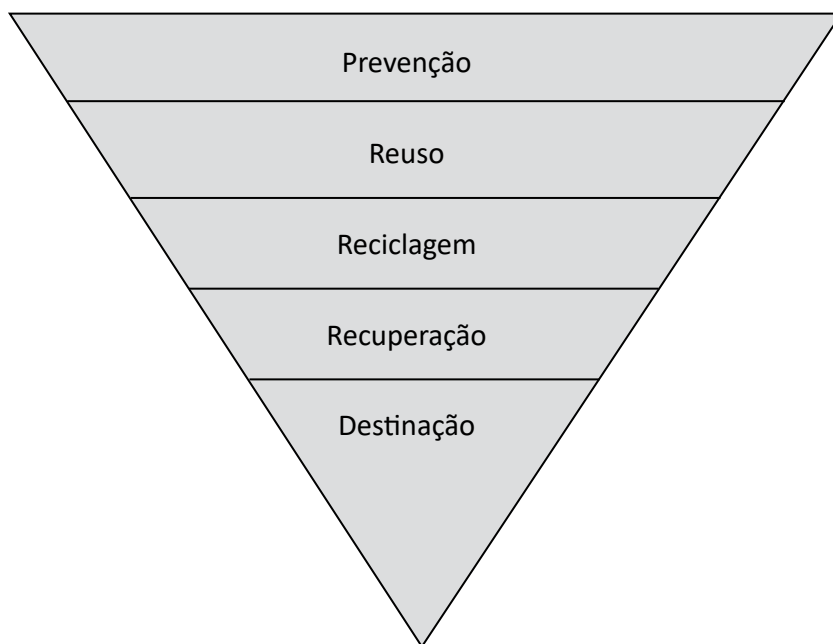 Prevenção
Reuso
Reciclagem
Recuperação
Destinação